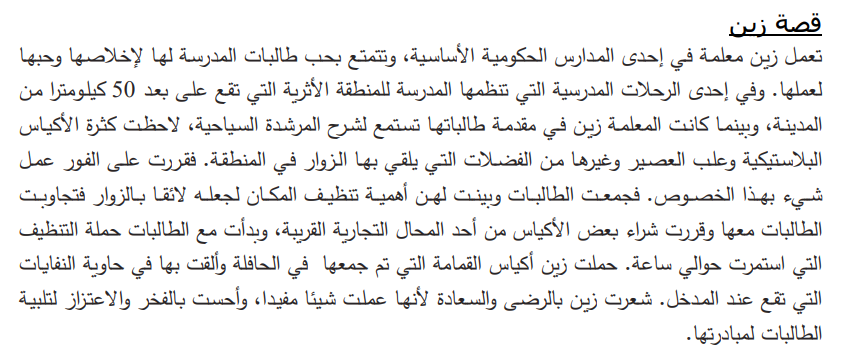 قصة زين
تعمل زين معلمة في إحدى المدارس الحكومية الأساسية، وتتمتع بحب طالبات المدرسة لها لإخلاصها وحبها
لعملها. وفي إحدى الرحلات المدرسية التي تنظمها المدرسة للمنطقة الأثرية التي تقع على بعد 50 كيلومترا من
المدينة، وبينما كانت المعلمة زين في مقدمة طالباتها تستمع لشرح المرشدة السياحية، لاحظت كثرة الأكياس
البلاستيكية وعلب العصير وغيرها من الفضلات التي يلقي بها الزوار في المنطقة. فقررت على الفور عمل
شيء بهذا الخصوص. فجمعت الطالبات وبينت لهن أهمية تنظيف المكان لجعله لائقا بالزوار فتجاوبت
الطالبات معها وقررت شراء بعض الأكياس من أحد المحال التجارية القريبة، وبدأت مع الطالبات حملة التنظيف
التي استمرت حوالي ساعة. حملت زين أكياس القمامة التي تم جمعها في الحافلة وألقت بها في حاوية النفايات
التي تقع عند المدخل. شعرت زين بالرضى والسعادة لأنها عملت شيئا مفيدا، وأحست بالفخر والاعتزاز لتلبية
الطالبات لمبادرتها.